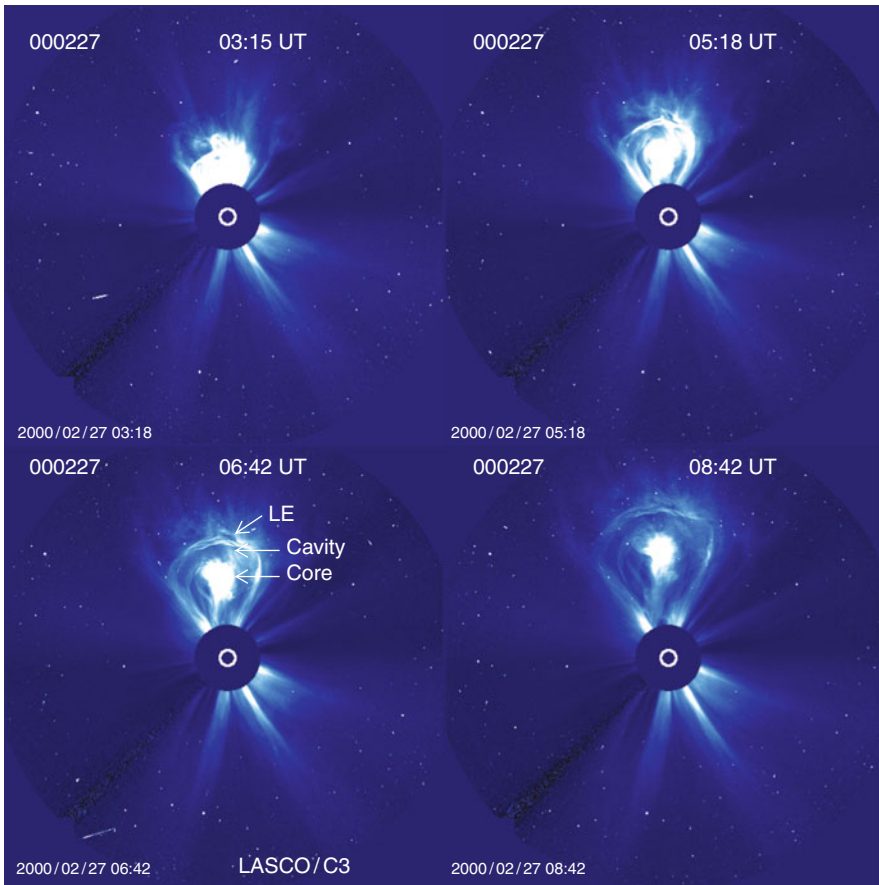 000227 03:15 UT
2000/02/27 03:18
000227 05:18 UT
2000/02/27 05:18
000227 06:42 UT
LE
Cavity
Core
2000/02/27 06:42 LASCO/C3
000227 08:42 UT
2000/02/27 08:42